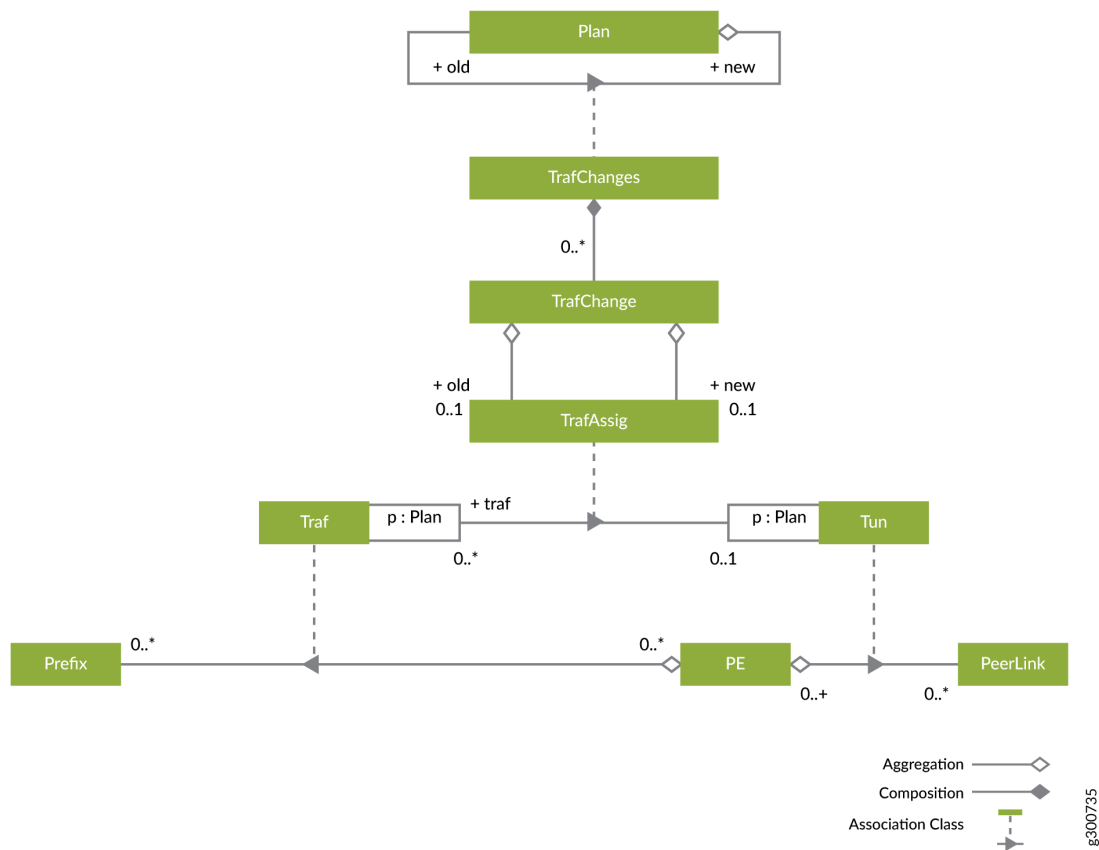 Plan
+ old
+ new
TrafChanges
0..*
TrafChange
+ old
+ new
0..1
0..1
TrafAssig
+ traf
Traf
p : Plan
p : Plan
Tun
0..*
0..1
0..*
0..*
Prefix
PE
PeerLink
0..+
0..*
Aggregation
Composition
Association Class
g300735